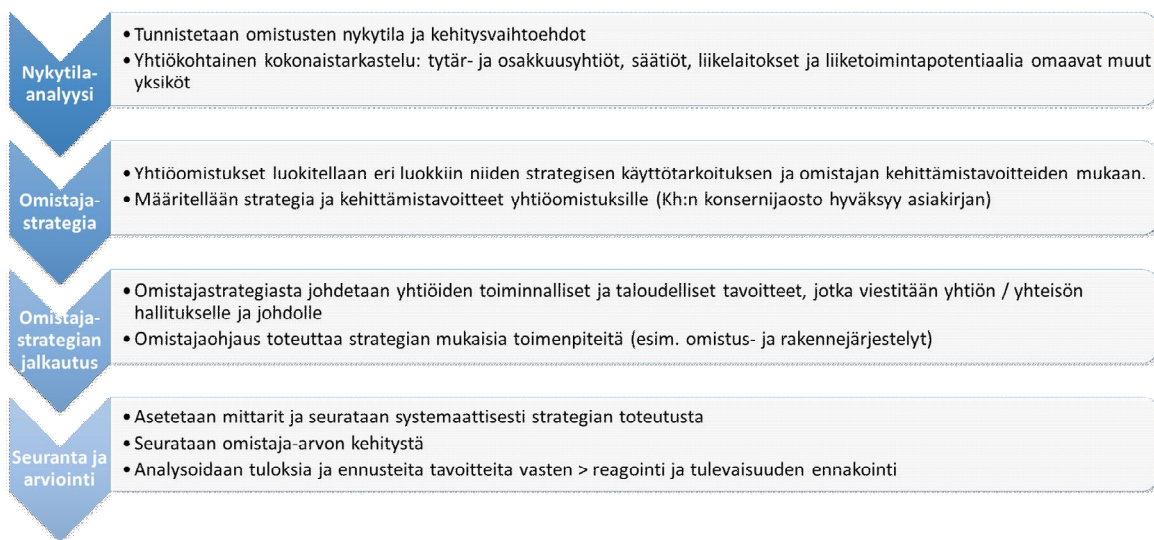 Nykytila-
analyysi
• Tunnistetaan omistusten nykytila ja kehitysvaihtoehdot
• Yhtiökohtainen kokonaistarkastelu: tytär- ja osakkuusyhtiöt, säätiöt, liikelaitokset ja liiketoimintapotentiaalia omaavat muut
yksiköt
Omistaja-
strategia
• Yhtiöomistukset luokitellaan eri luokkiin niiden strategisen käyttötarkoituksen ja omistajan kehittämistavoitteiden mukaan.
• Määritellään strategia ja kehittämistavoitteet yhtiöomistuksille (Kh:n konsernijaosto hyväksyy asiakirjan)
Omistaja-
strategian
jalkautus
• Omistajastrategiasta johdetaan yhtiöiden toiminnalliset ja taloudelliset tavoitteet, jotka viestitään yhtiön / yhteisön
hallitukselle ja johdolle
• Omistajaohjaus toteuttaa strategian mukaisia toimenpiteitä (esim. omistus- ja rakennejärjestelyt)
Seuranta ja
arviointi
• Asetetaan mittarit ja seurataan systemaattisesti strategian toteutusta
• Seurataan omistaja-arvon kehitystä
• Analysoidaan tuloksia ja ennusteita tavoitteita vasten > reagointi ja tulevaisuuden ennakointi